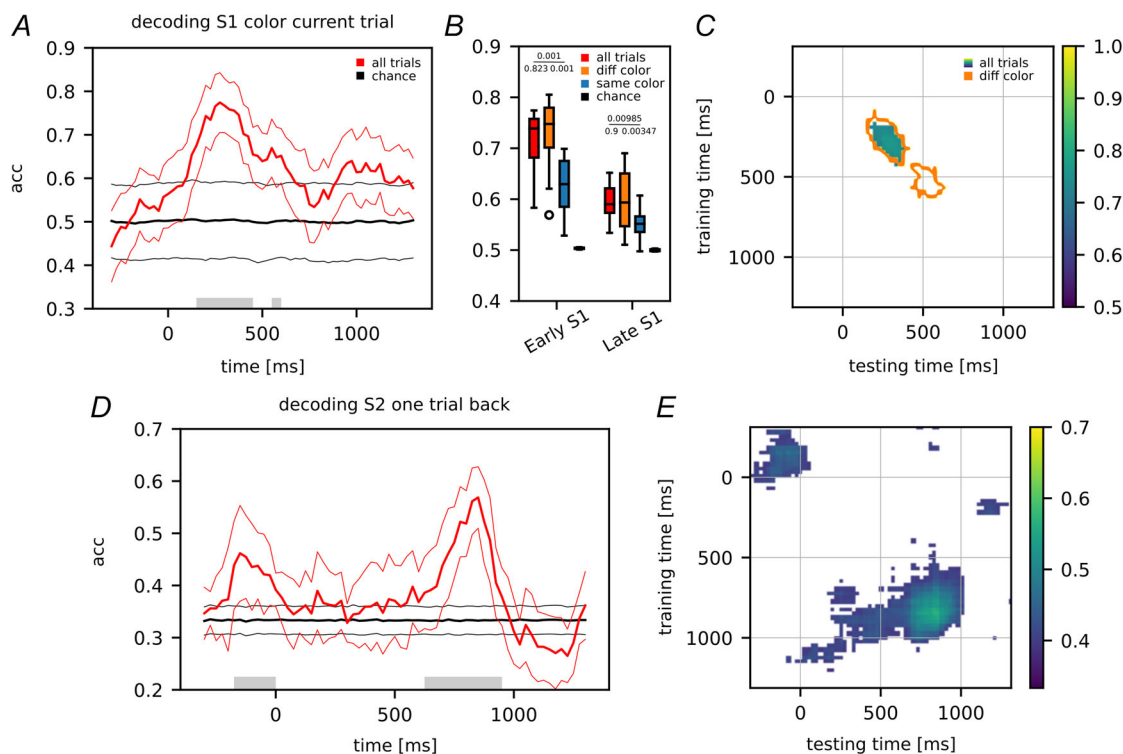 A
decoding S1 color current trial
0.9
0.8
0.7
0.6
0.5
0.4
0.3
acc
all trials
chance
0
500
1000
time [ms]
B
0.9
0.8
0.7
0.6
0.5
0.4
0.001
0.823 0.001
all trials
diff color
same color
chance
0.00985
0.9 0.00347
Early S1
Late S1
C
0
500
1000
training time [ms]
all trials
diff color
0
500
1000
testing time [ms]
1.0
0.9
0.8
0.7
0.6
0.5
D
decoding S2 one trial back
0.7
0.6
0.5
0.4
0.3
0.2
acc
0
500
1000
time [ms]
E
0
500
1000
training time [ms]
0
500
1000
testing time [ms]
0.7
0.6
0.5
0.4